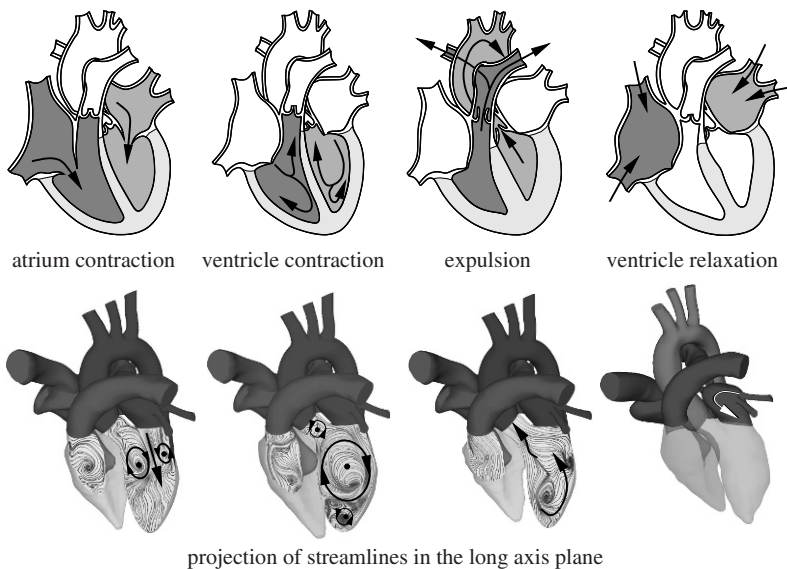 atrium contraction
ventricle contraction
expulsion
ventricle relaxation
projection of streamlines in the long axis plane